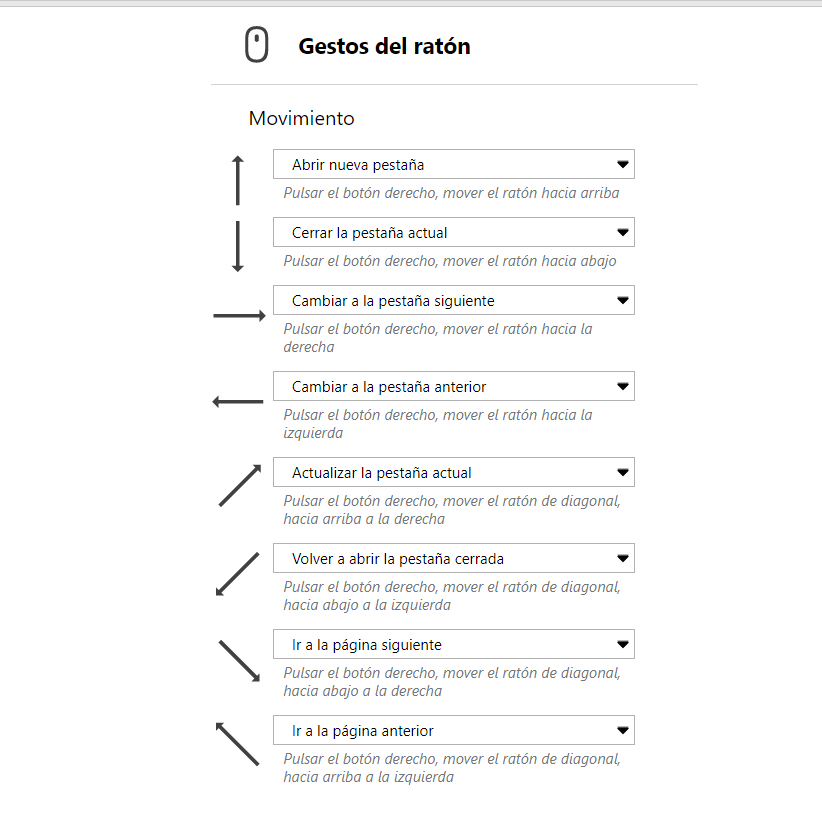 Gestos del ratón
Movimiento
Abrir nueva pestaña
Pulsar el botón derecho, mover el ratón hacia arriba
Cerrar la pestaña actual
Pulsar el botón derecho, mover el ratón hacia abajo
Cambiar a la pestaña siguiente
Pulsar el botón derecho, mover el ratón hacia la
derecha
Cambiar a la pestaña anterior
Pulsar el botón derecho, mover el ratón hacia la
izquierda
Actualizar la pestaña actual
Pulsar el botón derecho, mover el ratón de diagonal,
hacia arriba a la derecha
Volver a abrir la pestaña cerrada
Pulsar el botón derecho, mover el ratón de diagonal,
hacia abajo a la izquierda
Ir a la página siguiente
Pulsar el botón derecho, mover el ratón de diagonal,
hacia abajo a la derecha
Ir a la página anterior
Pulsar el botón derecho, mover el ratón de diagonal,
hacia arriba a la izquierda